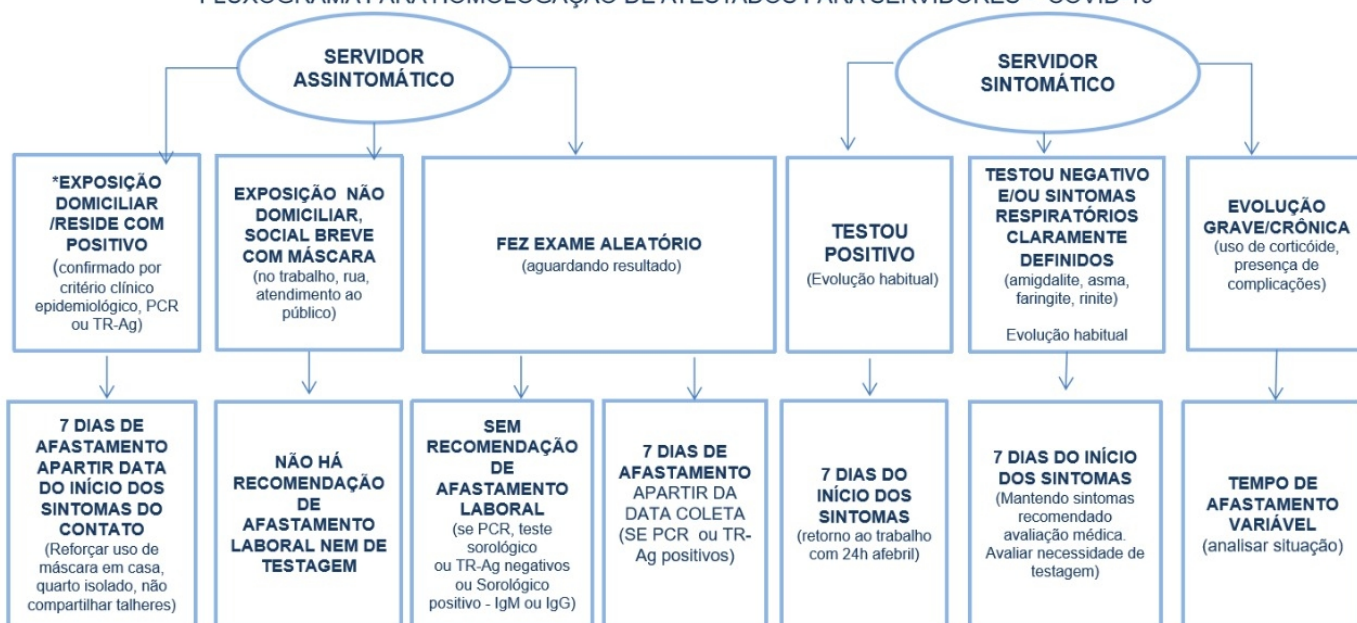 SERVIDOR
ASSINTOMÁTICO
SERVIDOR
SINTOMÁTICO
*EXPOSIÇÃO
DOMICILIAR
/RESIDE COM
POSITIVO
(confirmado por
critério clínico
epidemiológico, PCR
ou TR-Ag)
EXPOSIÇÃO NÃO
DOMICILIAR,
SOCIAL BREVE
COM MÁSCARA
(no trabalho, rua,
atendimento ao
público)
FEZ EXAME ALEATÓRIO
(aguardando resultado)
TESTOU
POSITIVO
(Evolução habitual)
TESTOU NEGATIVO
E/OU SINTOMAS
RESPIRATÓRIOS
CLARAMENTE
DEFINIDOS
(amigdalite, asma,
faringite, rinite)
Evolução habitual
EVOLUÇÃO
GRAVE/CRÔNICA
(uso de corticóide,
presença de
complicações)
7 DIAS DE
AFASTAMENTO
APARTIR DATA
DO INÍCIO DOS
SINTOMAS DO
CONTATO
(Reforçar uso de
máscara em casa,
quarto isolado, não
compartilhar talheres)
NÃO HÁ
RECOMENDAÇÃO
DE
AFASTAMENTO
LABORAL NEM DE
TESTAGEM
SEM
RECOMENDAÇÃO
DE
AFASTAMENTO
LABORAL
(se PCR, teste
sorológico
ou TR-Ag negativos
ou Sorológico
positivo - IgM ou IgG)
7 DIAS DE
AFASTAMENTO
APARTIR DA
DATA COLETA
(SE PCR ou TR-
Ag positivos)
7 DIAS DO
INÍCIO DOS
SINTOMAS
(retorno ao trabalho
com 24h afebril)
7 DIAS DO INÍCIO
DOS SINTOMAS
(Mantendo sintomas
recomendado
avaliação médica.
Avaliar necessidade de
testagem)
TEMPO DE
AFASTAMENTO
VARIÁVEL
(analisar situação)